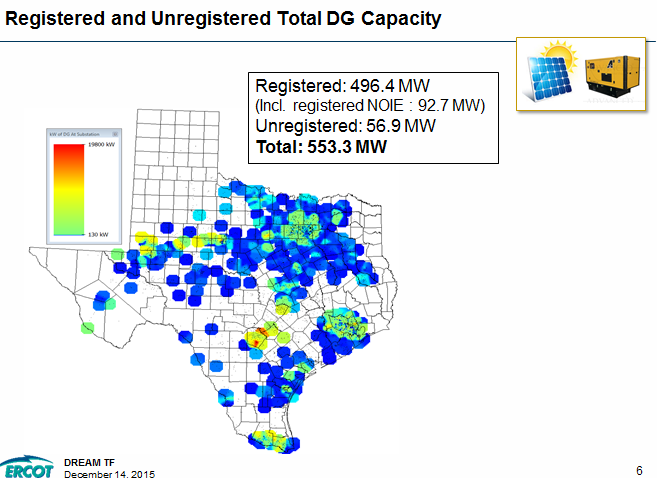 Registered and Unregistered Total DG Capacity
Registered: 496.4 MW
(Incl. registered NOIE : 92.7 MW)
Unregistered: 56.9 MW
Total: 553.3 MW
kW of DG At Substation
19800 kW
130 kW
ERCOT
DREAM TF
December 14, 2015
6